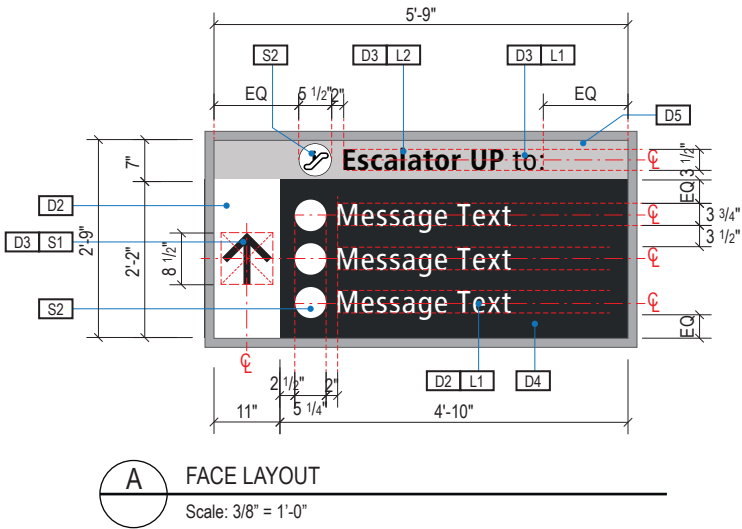 5'-9"
S2
D3 L2
D3 L1
EQ
5 1/2"
2"
EQ
D5
7"
Escalator UP to:
3 1/2"
D2
EQ
D3 S1
2'-9"
2'-2"
8 1/2"
Message Text
3 3/4"
3 1/2"
Message Text
S2
Message Text
EQ
D2 L1
D4
2 1/2"
2"
5 1/4"
11"
4'-10"
A
FACE LAYOUT
Scale: 3/8” = 1’-0”